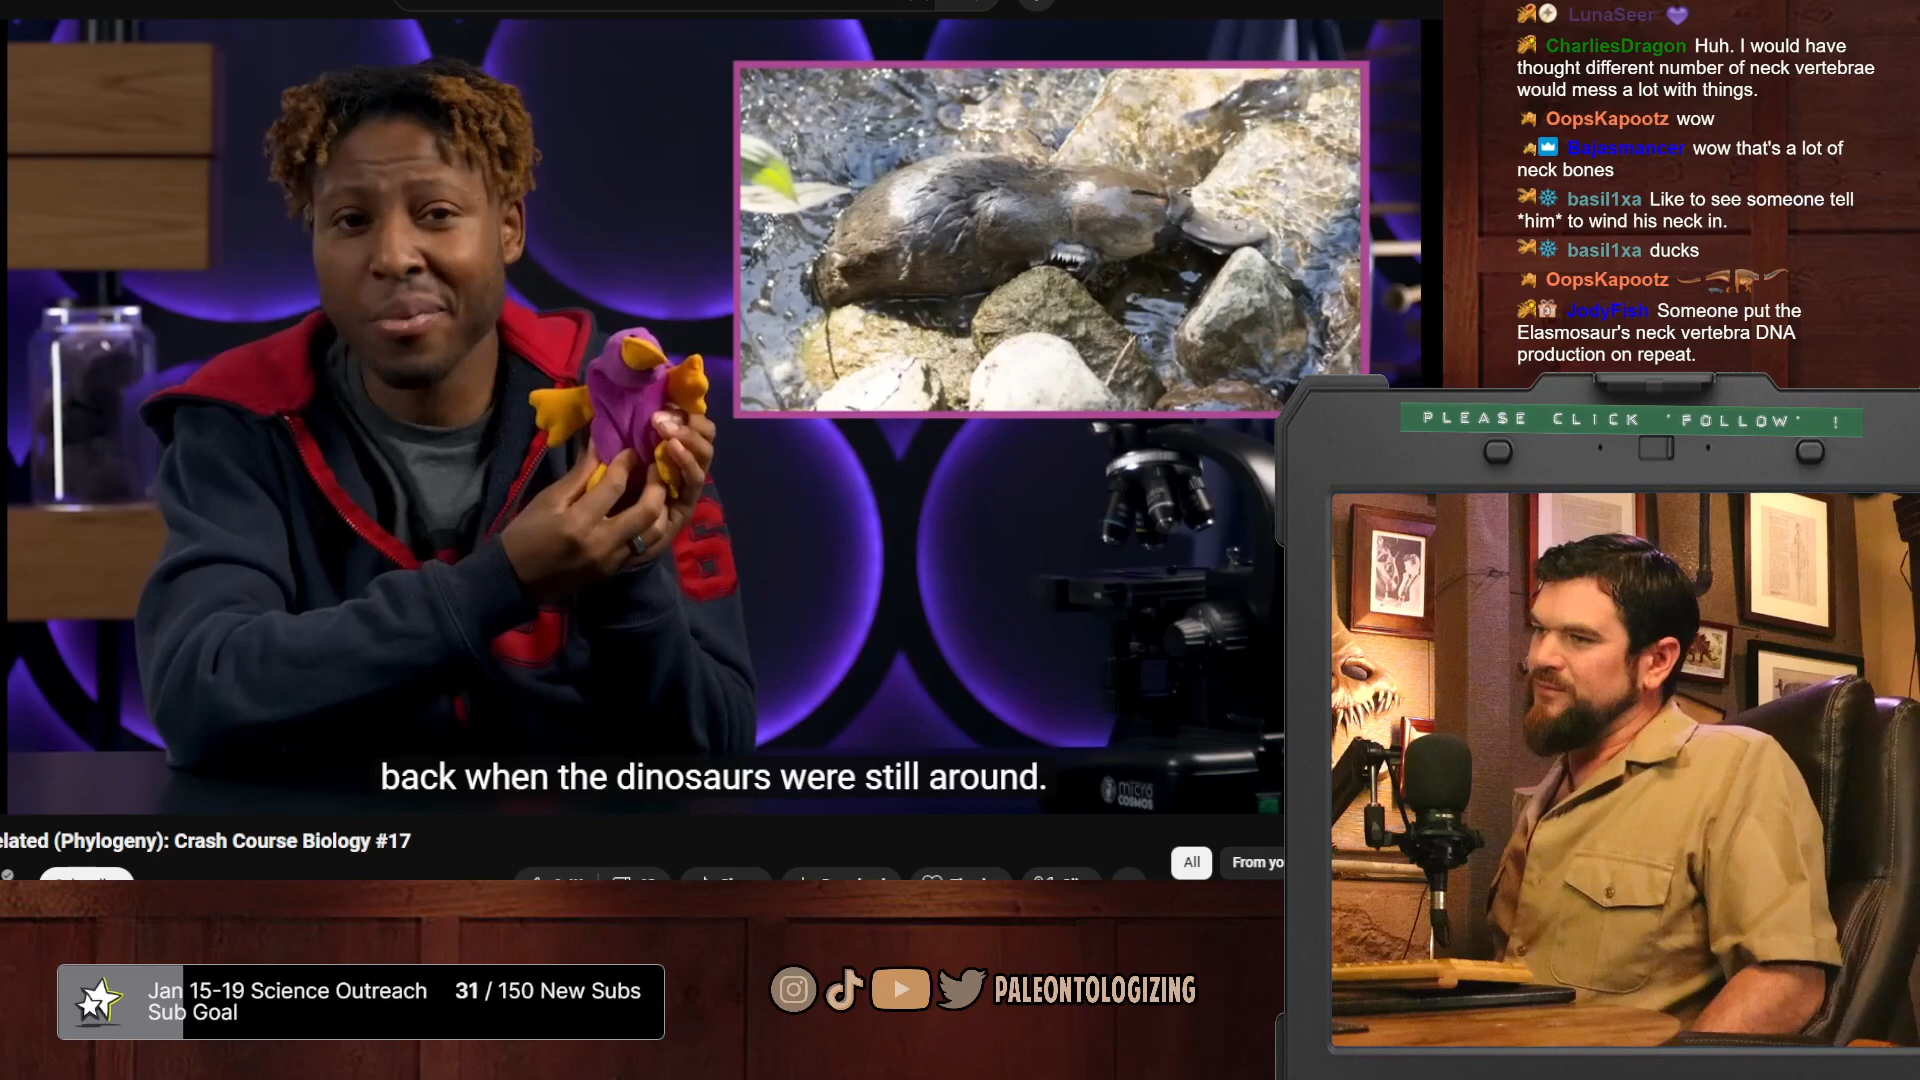 LunaSeer
CharliesDragon Huh. I would have
thought different number of neck vertebrae
would mess a lot with things.
OopsKapootz wow
Bajasmancer wow that's a lot of
neck bones
basil1xa Like to see someone tell
*him* to wind his neck in.
basil1xa ducks
OopsKapootz
JodyFish Someone put the
Elasmosaur's neck vertebra DNA
production on repeat.
PLEASE CLICK 'FOLLOW' !
back when the dinosaurs were still around.
MICRO
COSMOS
elated (Phylogeny): Crash Course Biology #17
All
From yo
Jan 15-19 Science Outreach
Sub Goal
31 / 150 New Subs
PALEONTOLOGIZING